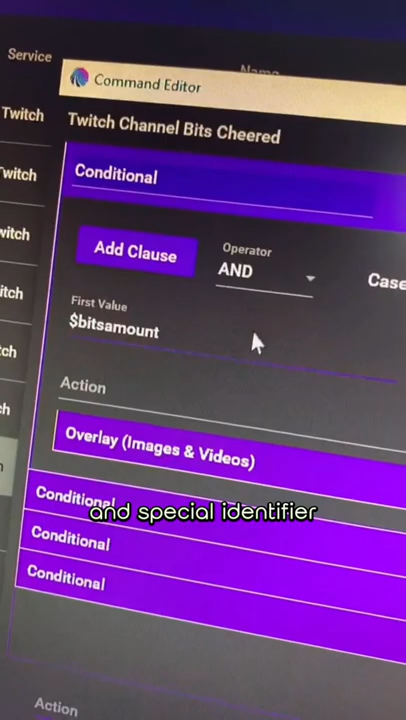 Service
Name
Command Editor
Twitch
Twitch Channel Bits Cheered
Twitch
Conditional
witch
Add Clause
Operator
AND
Case
itch
First Value
$bitsamount
tch
Action
Overlay (Images & Videos)
Conditional
and special identifier
Conditional
Conditional
Action